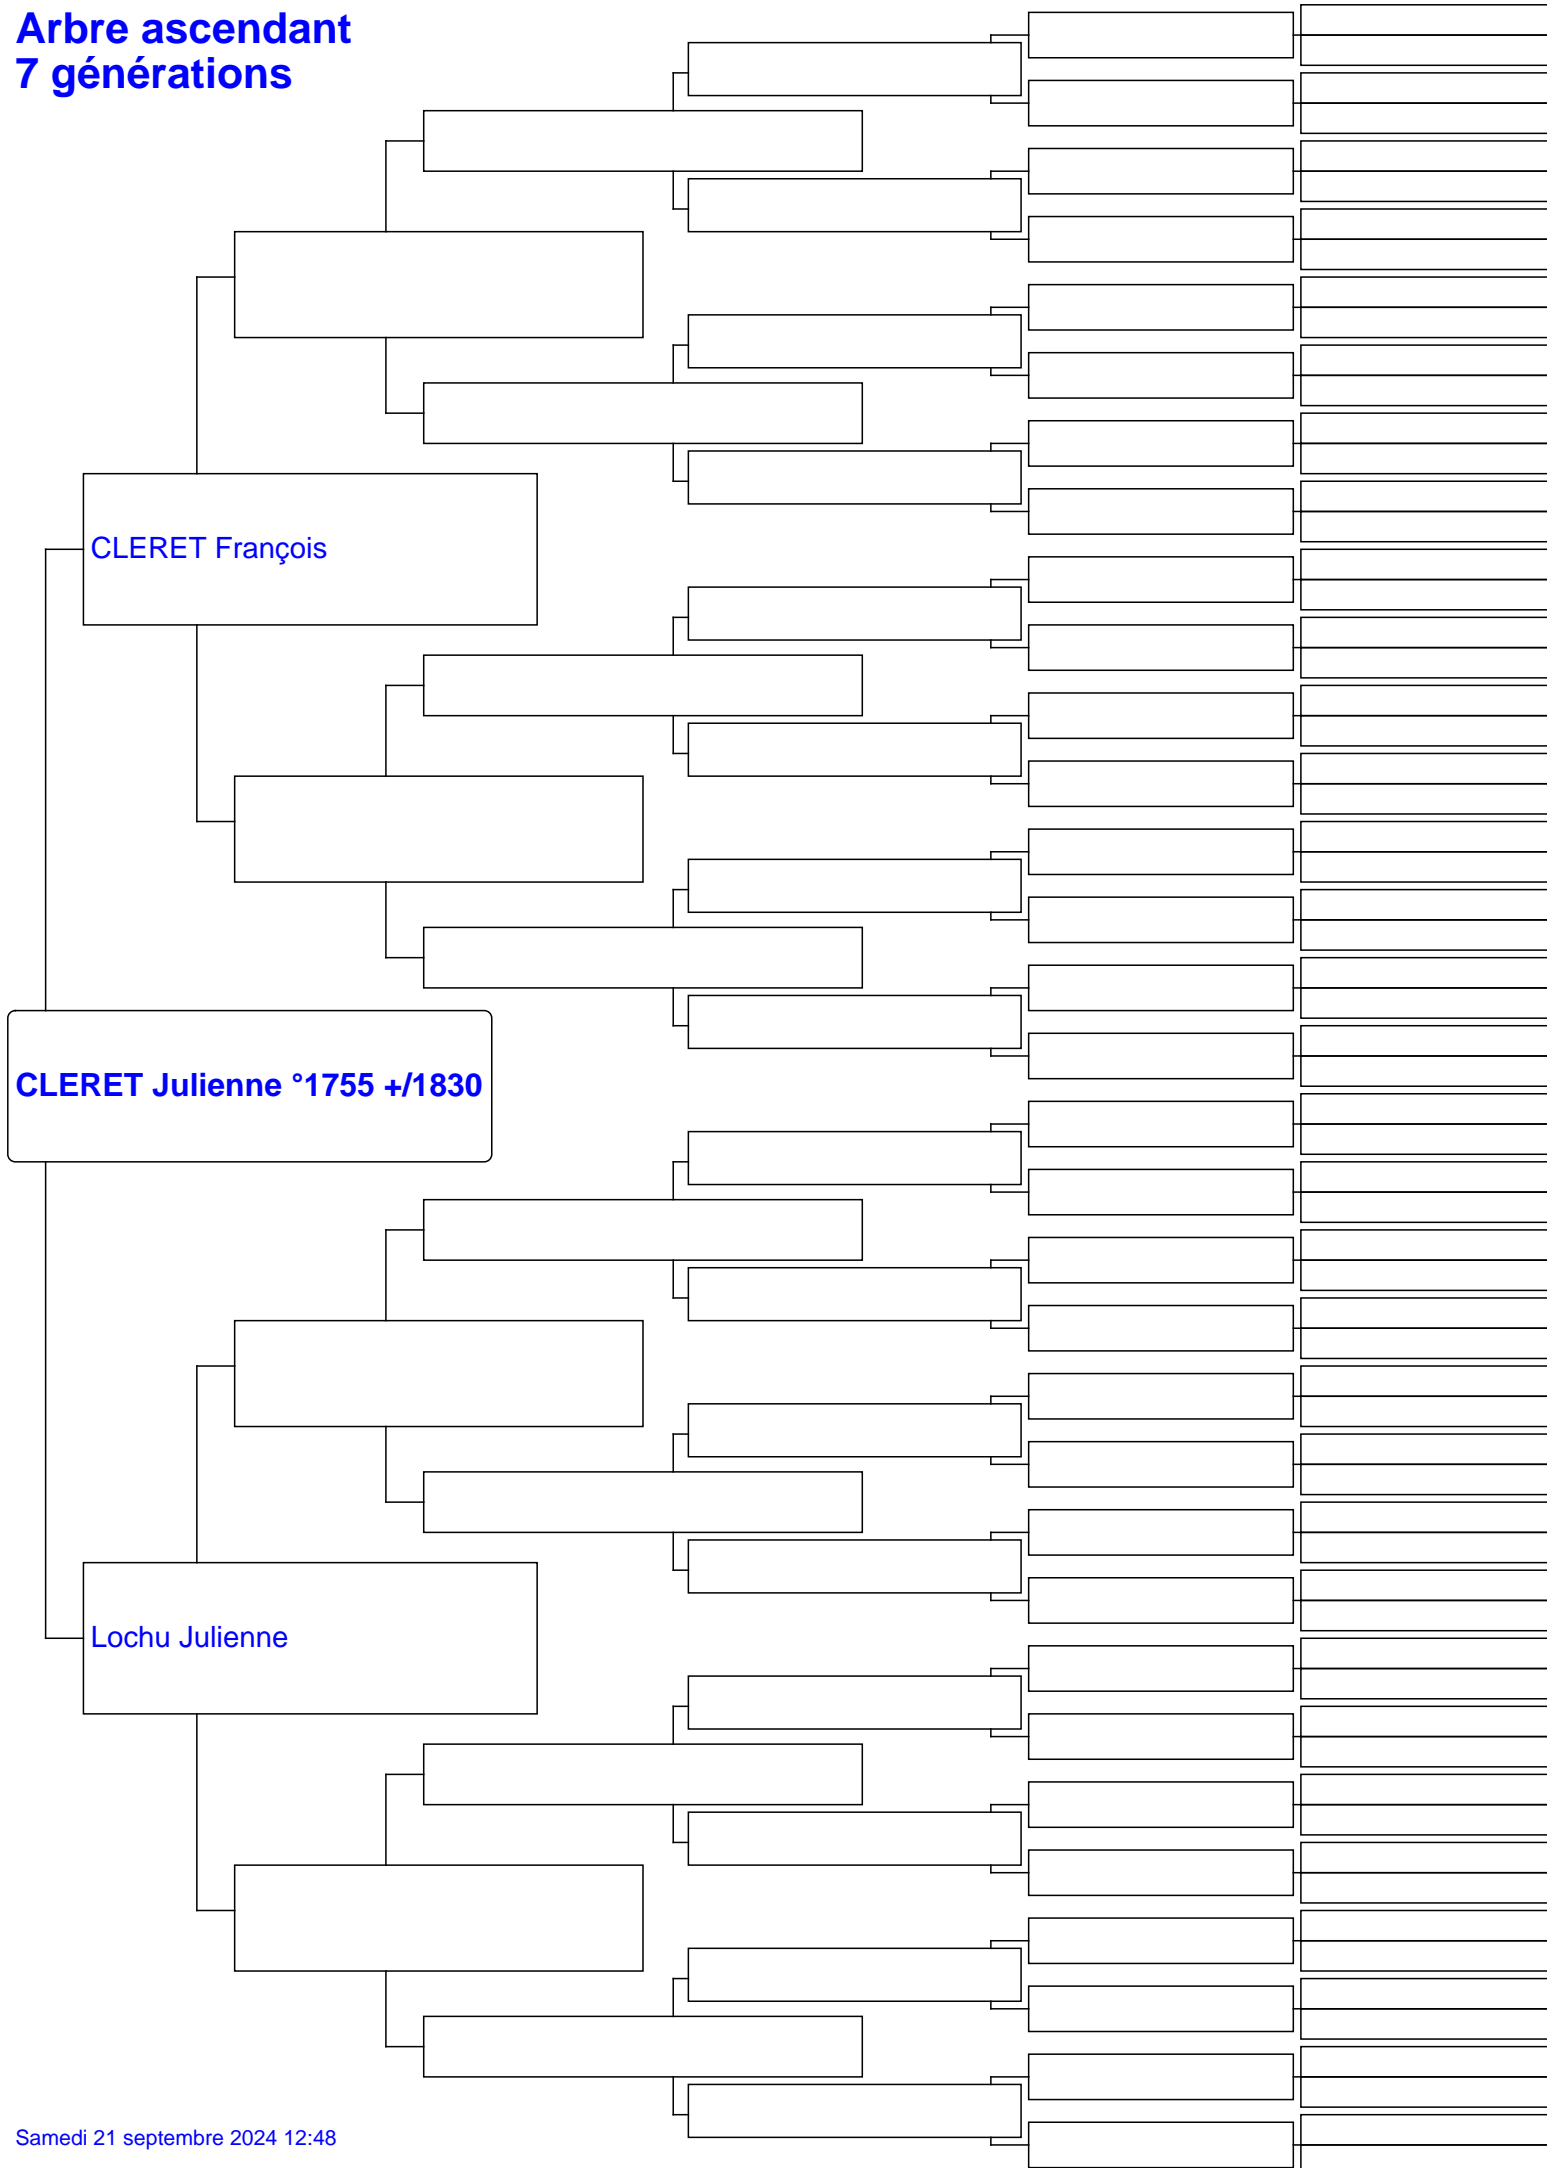 Arbre ascendant
7 générations
CLERET François
CLERET Julienne °1755 +/1830
Lochu Julienne
Samedi 21 septembre 2024 12:48